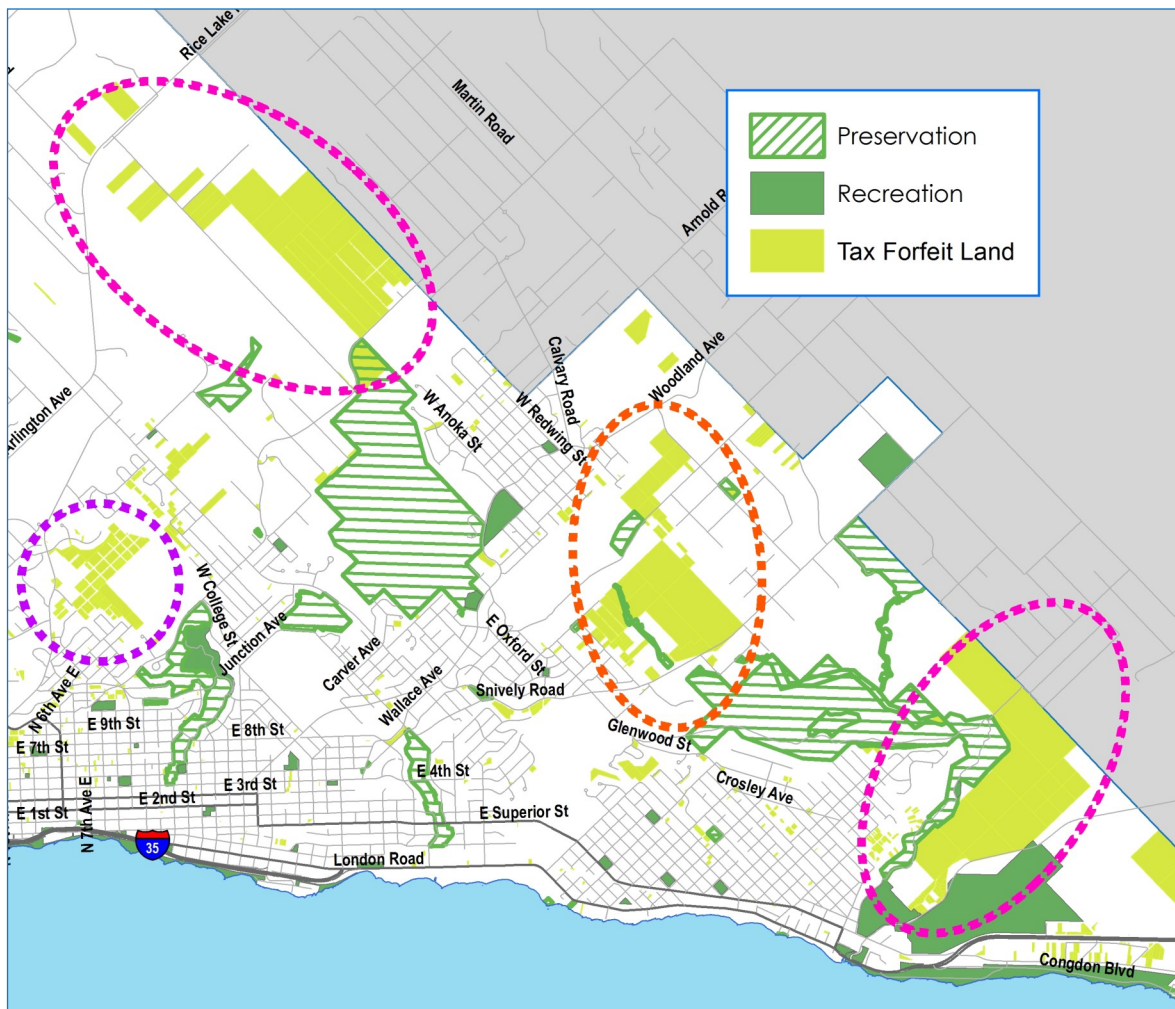 Rice Lake
Martin Road
Arnold R
Preservation
Recreation
Tax Forfeit Land
Calvary Road
Woodland Ave
Arlington Ave
W Anoka St
W Redwing St
W College St
Junction Ave
Carver Ave
E Oxford St
Wallace Ave
Snively Road
N 6th Ave E
E 9th St
E 8th St
E 7th St
Glenwood St
E 4th St
E 3rd St
Crosley Ave
E 2nd St
E 1st St
N 7th Ave E
E Superior St
35
London Road
Congdon Blvd